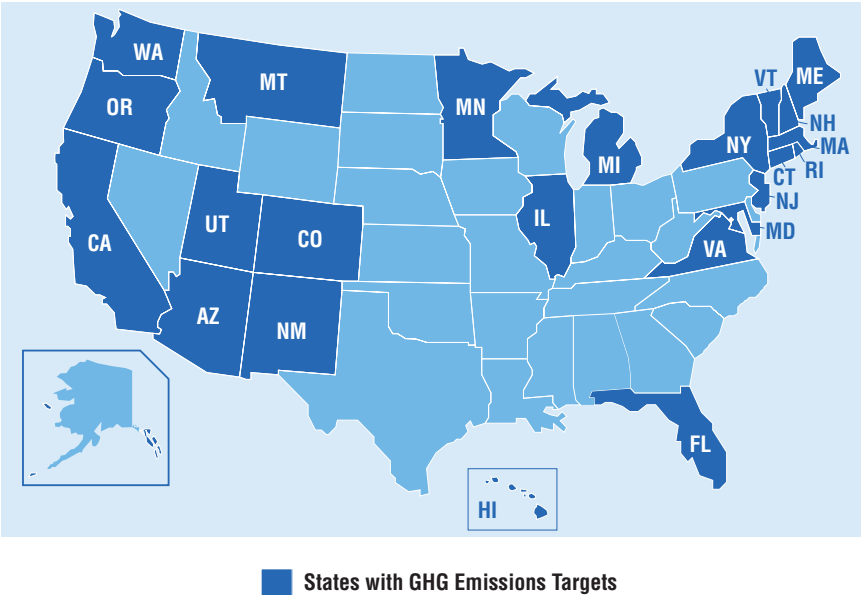 WA
MT
VT
ME
OR
MN
NH
NY
MA
MI
RI
CT
NJ
UT
IL
CA
CO
MD
VA
AZ
NM
FL
HI
States with GHG Emissions Targets